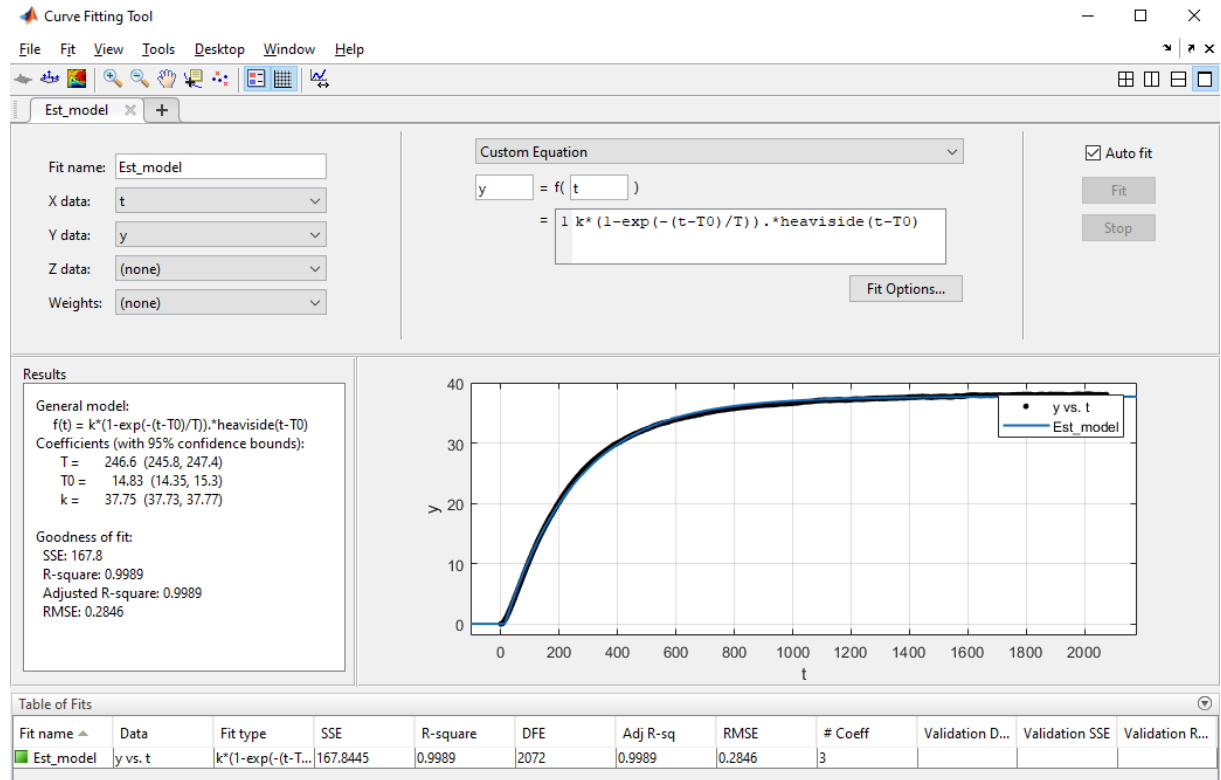 Curve Fitting Tool
File Fit View Tools Desktop Window Help
Est_model
Fit name: Est_model
X data: t
Y data: y
Z data: (none)
Weights: (none)
Custom Equation
y = f( t )
= 1 k*(1-exp(-(t-T0)/T)).*heaviside(t-T0)
Fit Options...
Auto fit
Fit
Stop
Results
General model:
f(t) = k*(1-exp(-(t-T0)/T)).*heaviside(t-T0)
Coefficients (with 95% confidence bounds):
T = 246.6 (245.8, 247.4)
T0 = 14.83 (14.35, 15.3)
k = 37.75 (37.73, 37.77)
Goodness of fit:
SSE: 167.8
R-square: 0.9989
Adjusted R-square: 0.9989
RMSE: 0.2846
40
30
20
10
0
y
0 200 400 600 800 1000 1200 1400 1600 1800 2000
t
y vs. t
Est_model
Table of Fits
Fit name Data Fit type SSE R-square DFE Adj R-sq RMSE # Coeff Validation D... Validation SSE Validation R...
Est_model y vs. t k*(1-exp(-(t-T... 167.8445 0.9989 2072 0.9989 0.2846 3